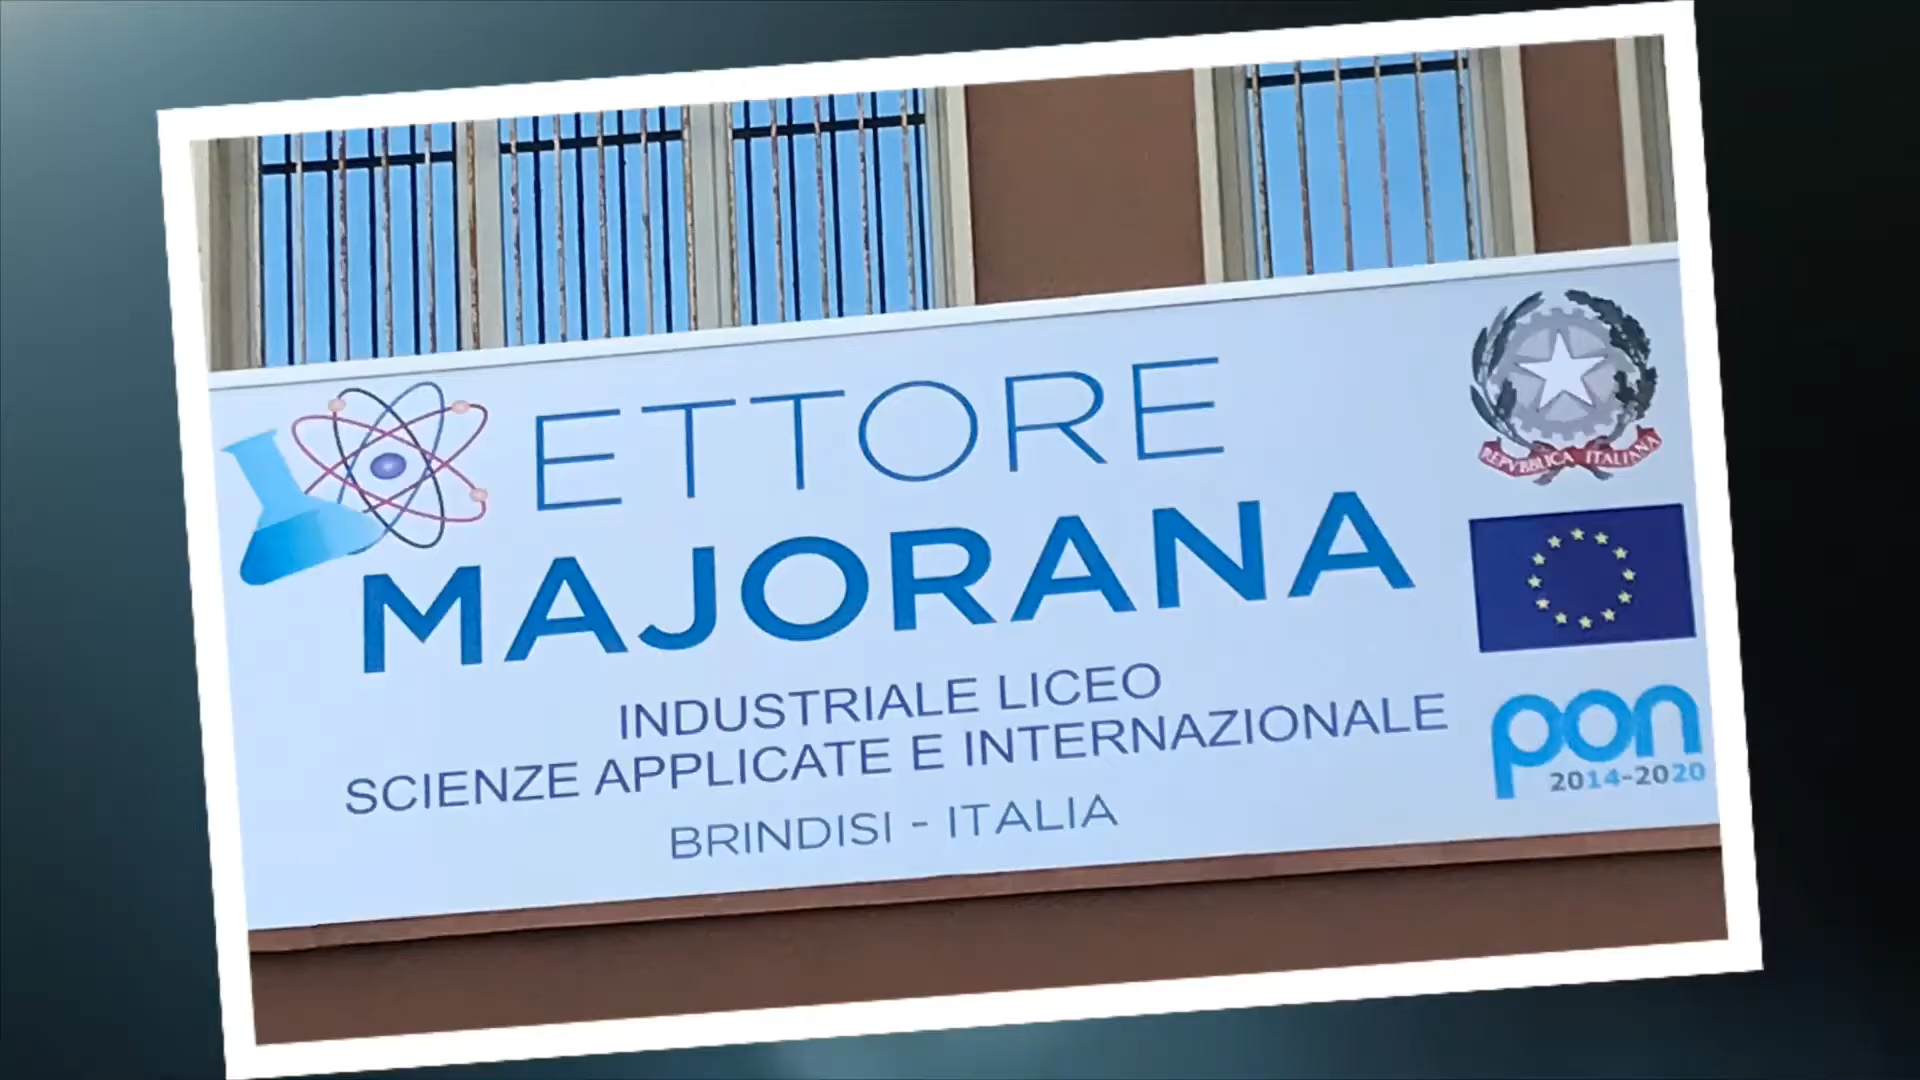 ETTORE
MAJORANA
INDUSTRIALE LICEO
SCIENZE APPLICATE E INTERNAZIONALE
BRINDISI - ITALIA
REPVBBLICA ITALIANA
pon
2014-2020